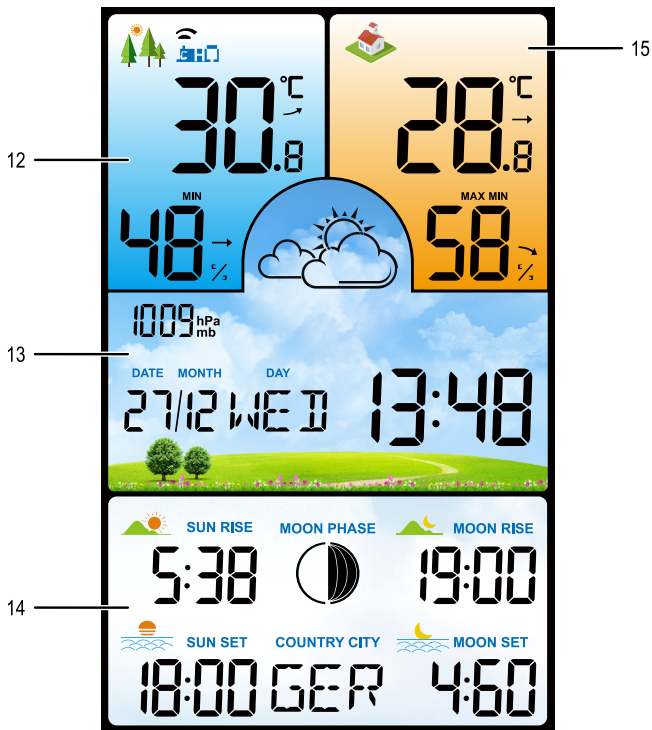 CH
30.8 °C
28.8 °C
15
12
MIN
48 %
MAX MIN
58 %
1009 hPa mb
13
DATE MONTH DAY
27/12 WED 13:48
SUN RISE MOON PHASE MOON RISE
5:38 19:00
14
SUN SET COUNTRY CITY MOON SET
18:00 GER 4:60